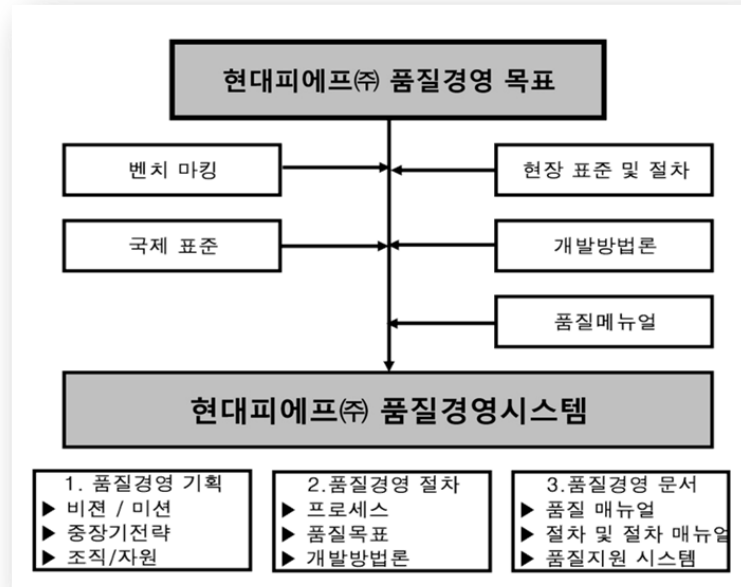 현대피에프㈜ 품질경영 목표
벤치 마킹
현장 표준 및 절차
국제 표준
개발방법론
품질메뉴얼
현대피에프㈜ 품질경영시스템
1. 품질경영 기획
▶ 비젼 / 미션
▶ 중장기전략
▶ 조직/자원
2.품질경영 절차
▶ 프로세스
▶ 품질목표
▶ 개발방법론
3.품질경영 문서
▶ 품질 매뉴얼
▶ 절차 및 절차 매뉴얼
▶ 품질지원 시스템